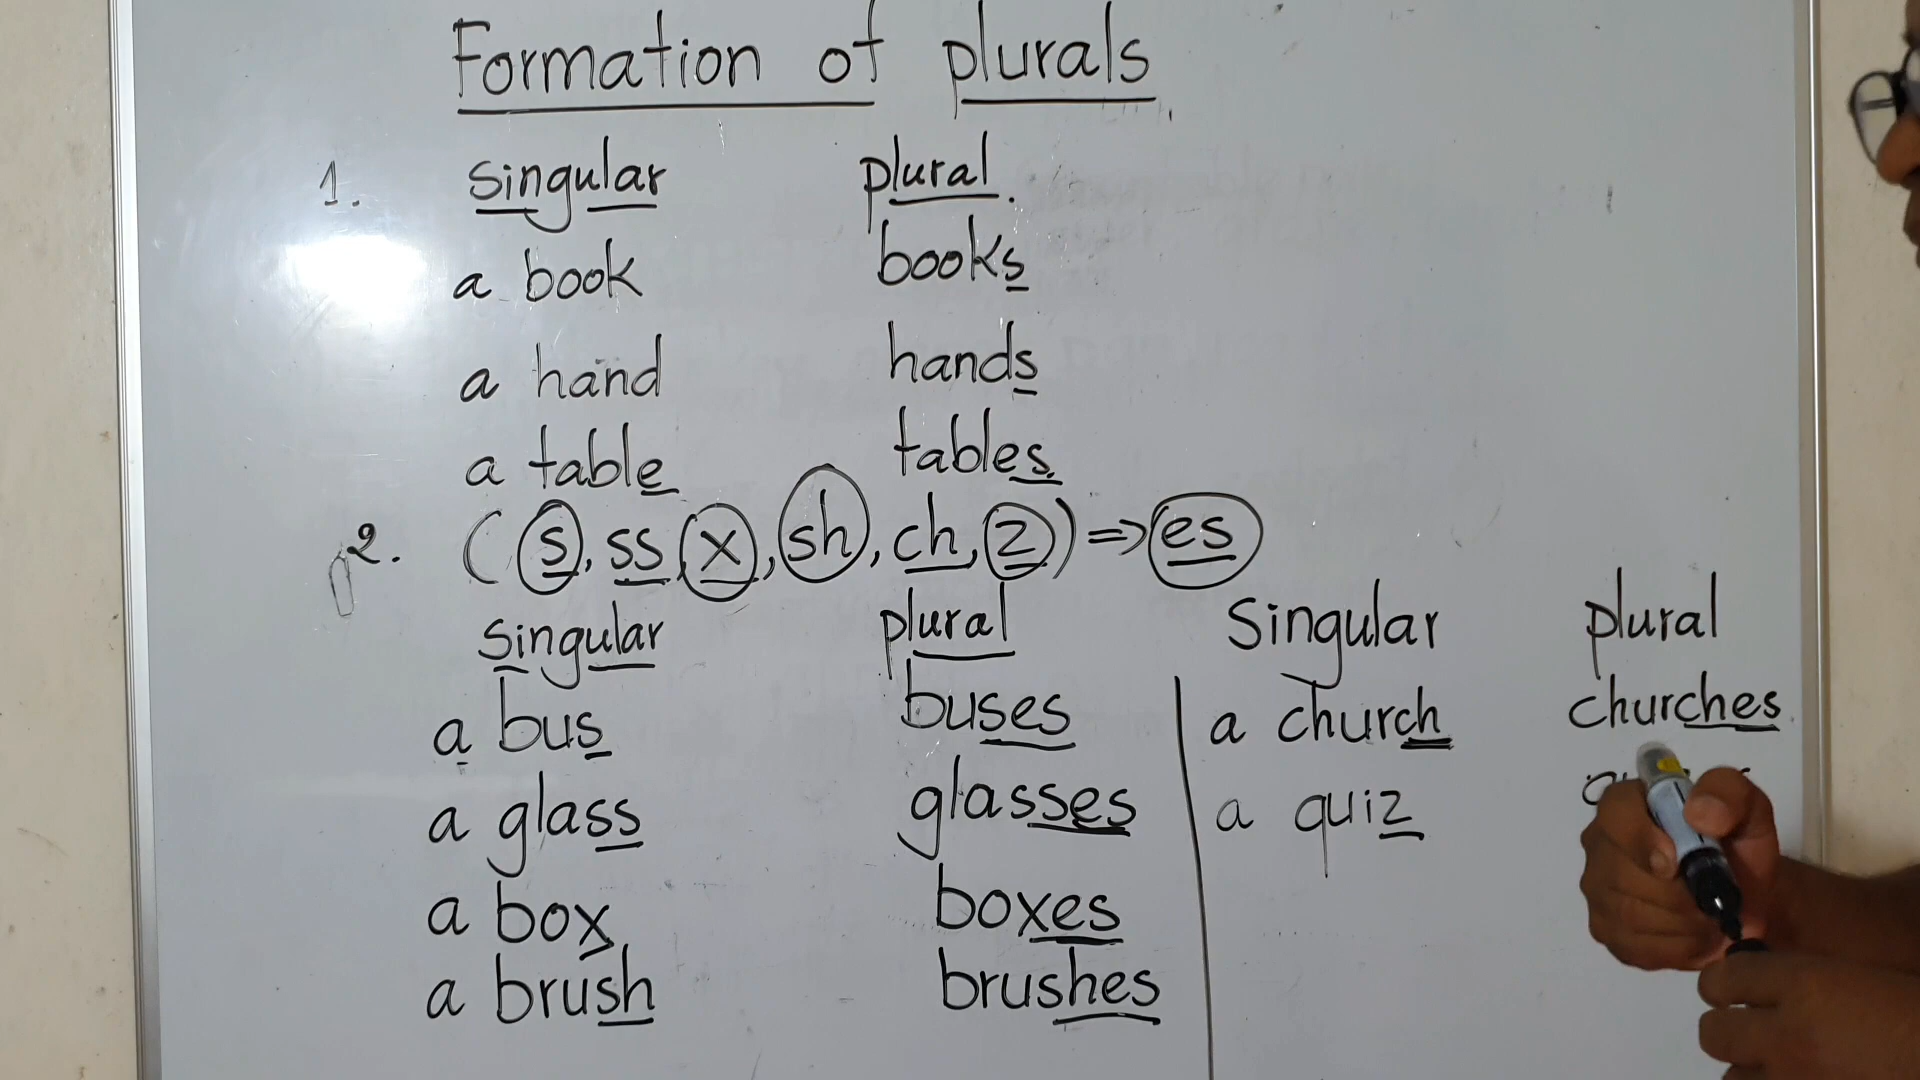 Formation of plurals
1. singular plural.
a book books
a hand hands
a table tables.
2. (s, ss, x, sh, ch, z) => es
singular plural Singular plural
a bus buses a church churches
a glass glasses a quiz
a box boxes
a brush brushes